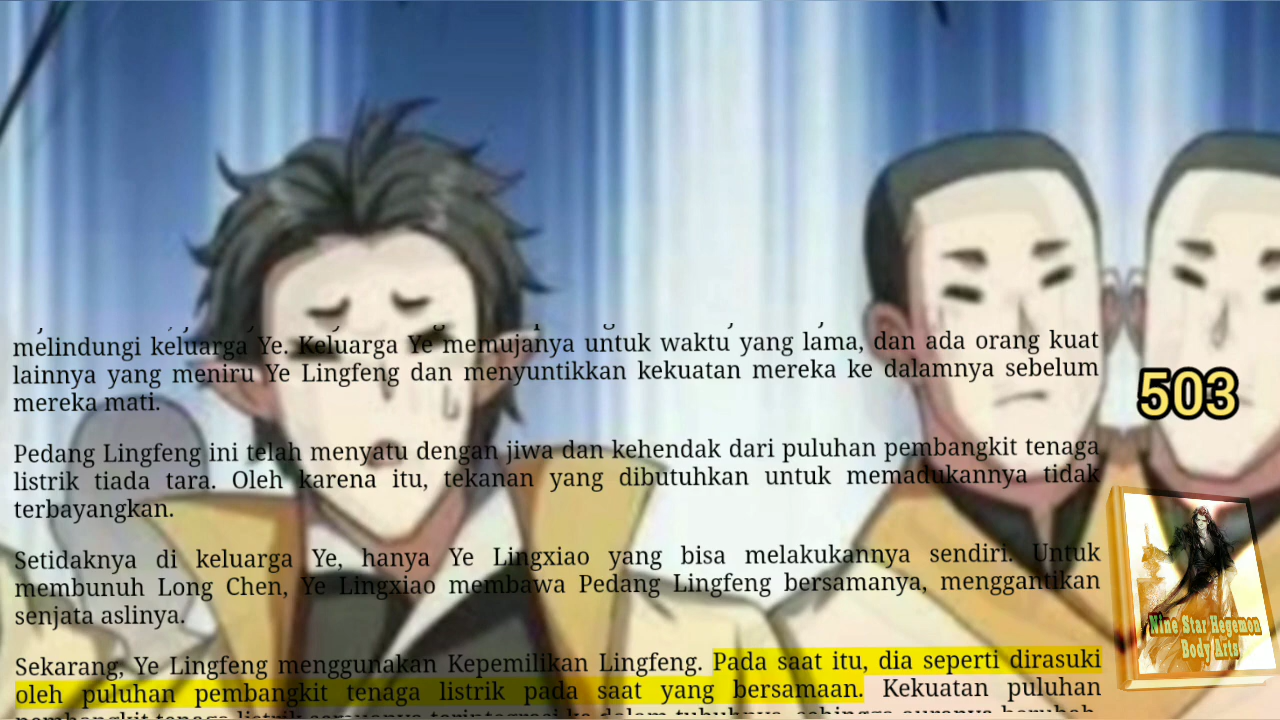 melindungi keluarga Ye. Keluarga Ye memujanya untuk waktu yang lama, dan ada orang kuat
lainnya yang meniru Ye Lingfeng dan menyuntikkan kekuatan mereka ke dalamnya sebelum
mereka mati.
Pedang Lingfeng ini telah menyatu dengan jiwa dan kehendak dari puluhan pembangkit tenaga
listrik tiada tara. Oleh karena itu, tekanan yang dibutuhkan untuk memadukannya tidak
terbayangkan.
Setidaknya di keluarga Ye, hanya Ye Lingxiao yang bisa melakukannya sendiri. Untuk
membunuh Long Chen, Ye Lingxiao membawa Pedang Lingfeng bersamanya, menggantikan
senjata aslinya.
Sekarang, Ye Lingfeng menggunakan Kepemilikan Lingfeng. Pada saat itu, dia seperti dirasuki
oleh puluhan pembangkit tenaga listrik pada saat yang bersamaan. Kekuatan puluhan
503
Nine Star Hegemon
Body Arts